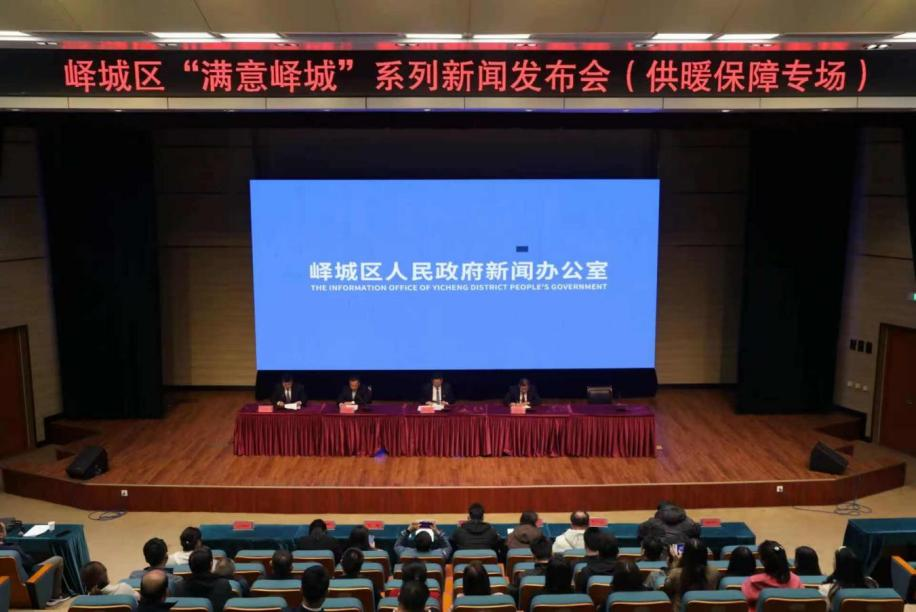 峄城区“满意峄城”系列新闻发布会（供暖保障专场）
峄城区人民政府新闻办公室
THE INFORMATION OFFICE OF YICHENG DISTRICT PEOPLE'S GOVERNMENT